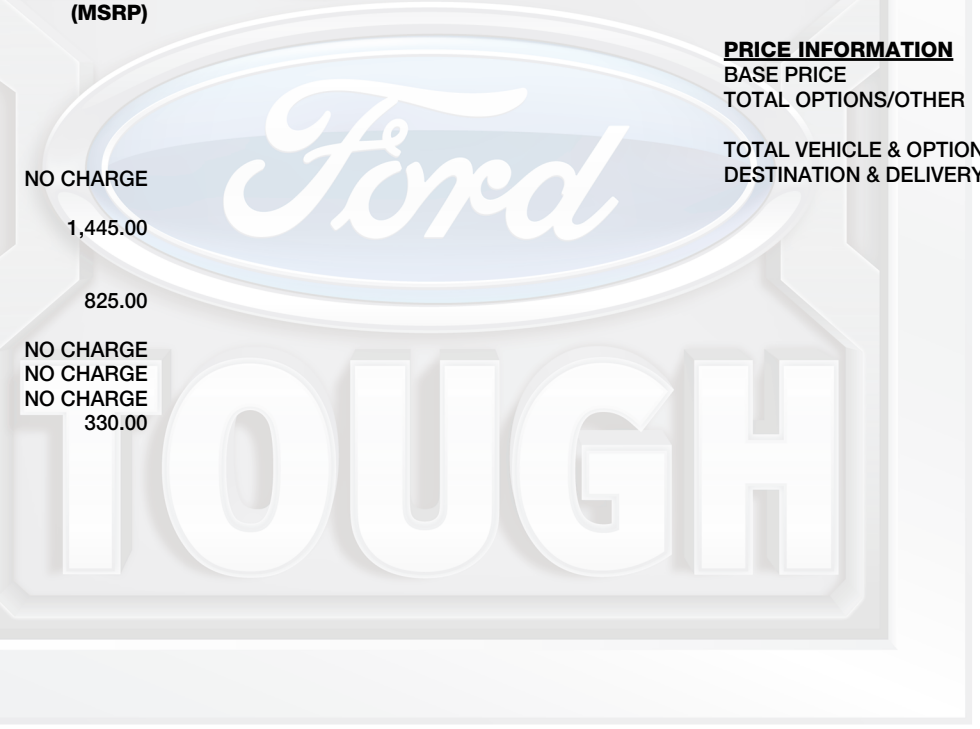 (MSRP)
NO CHARGE
1,445.00
825.00
NO CHARGE
NO CHARGE
NO CHARGE
330.00
PRICE INFORMATION
BASE PRICE
TOTAL OPTIONS/OTHER
TOTAL VEHICLE & OPTION
DESTINATION & DELIVERY
Ford
TOUGH